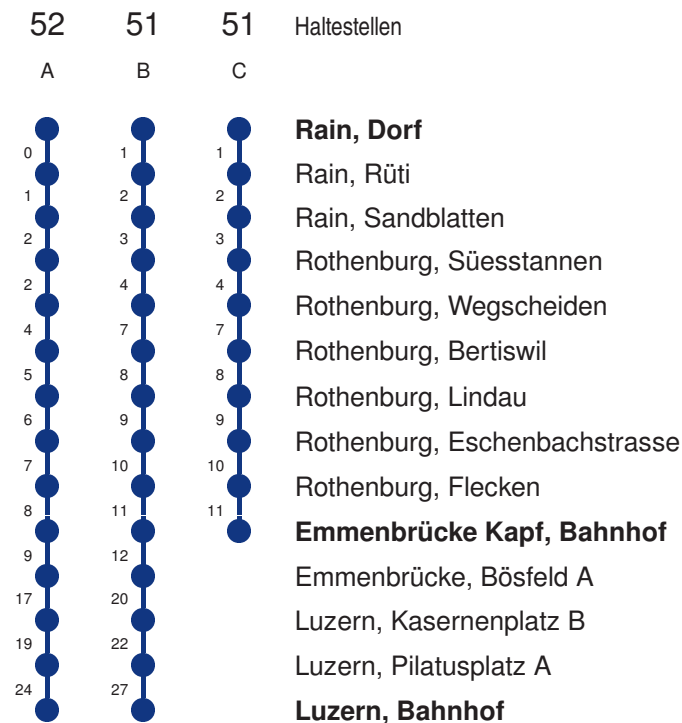 52 51 51 Haltestellen
A B C
Rain, Dorf
0 1 1
Rain, Rüti
1 2 2
Rain, Sandblatten
2 3 3
Rothenburg, Süesstannen
2 4 4
Rothenburg, Wegscheiden
4 7 7
Rothenburg, Bertiswil
5 8 8
Rothenburg, Lindau
6 9 9
Rothenburg, Eschenbachstrasse
7 10 10
Rothenburg, Flecken
8 11 11
Emmenbrücke Kapf, Bahnhof
9 12
Emmenbrücke, Bösfeld A
17 20
Luzern, Kasernenplatz B
19 22
Luzern, Pilatusplatz A
24 27
Luzern, Bahnhof